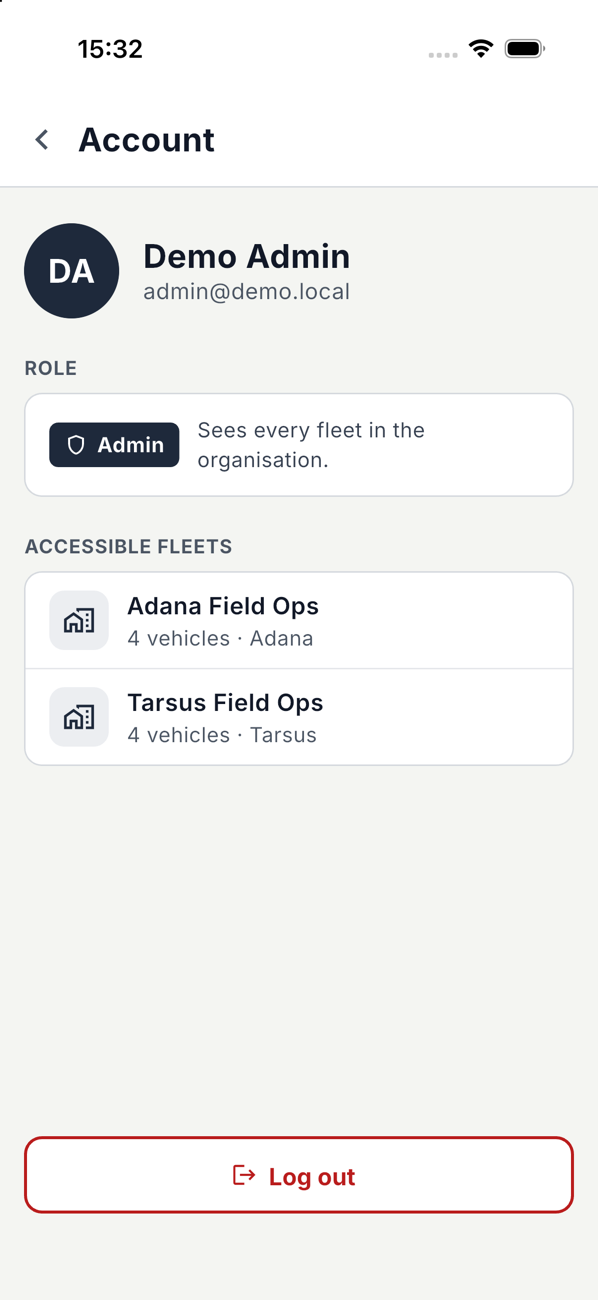 15:32
Account
DA
Demo Admin
admin@demo.local
ROLE
Admin
Sees every fleet in the
organisation.
ACCESSIBLE FLEETS
Adana Field Ops
4 vehicles · Adana
Tarsus Field Ops
4 vehicles · Tarsus
Log out